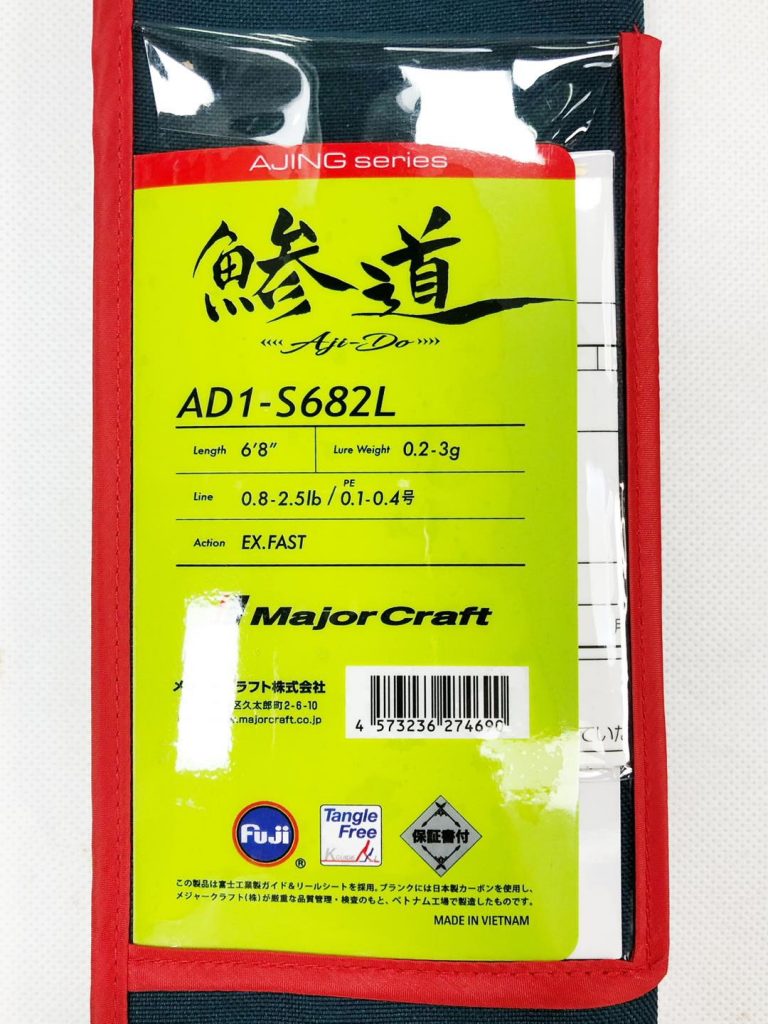 AJING series
鯵道
‹‹‹‹ Aji-Do ››››
AD1-S682L
Length 6'8" Lure Weight 0.2-3g
Line 0.8-2.5lb / PE 0.1-0.4号
Action EX.FAST
MajorCraft
ラフト株式会社
区久太郎町2-6-10
.majorcraft.co.jp
4 573236 274690
ていた
Fuji ®
Tangle
Free
K GUIDE
保証書付
この製品は富士工業製ガイド&リールシートを採用。ブランクには日本製カーボンを使用し、
メジャークラフト(株)が厳重な品質管理・検査のもと、ベトナム工場で製造したものです。
MADE IN VIETNAM